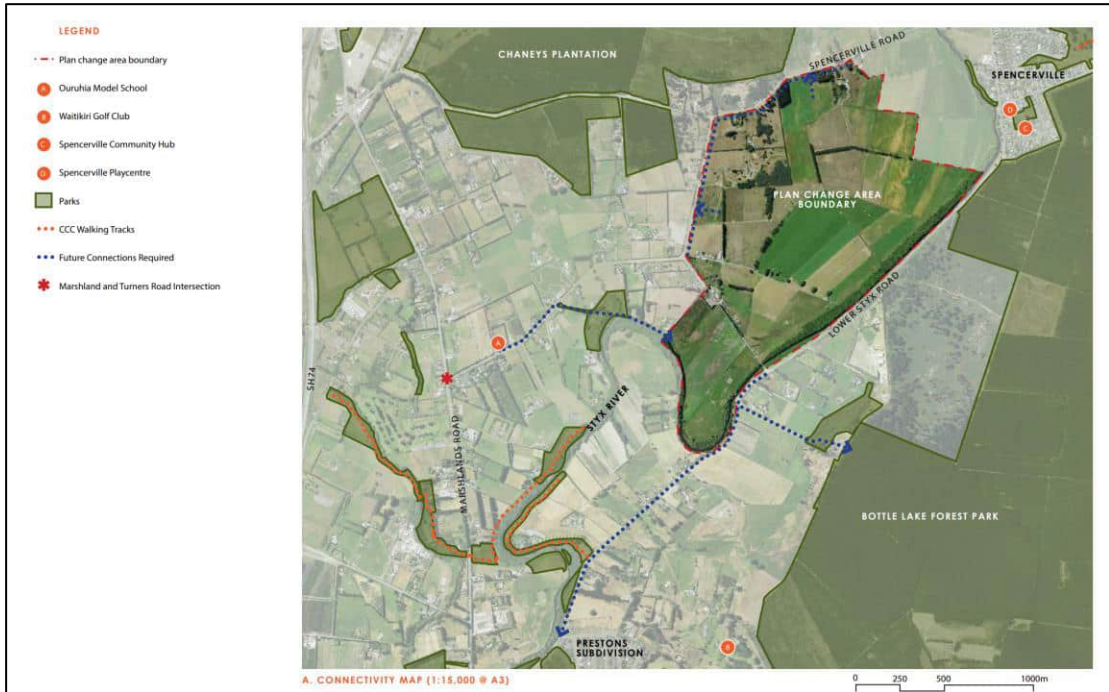 LEGEND
Plan change area boundary
A Ouruhia Model School
B Waitikiri Golf Club
C Spencerville Community Hub
D Spencerville Playcentre
Parks
CCC Walking Tracks
Future Connections Required
Marshland and Turners Road Intersection
CHANEYS PLANTATION
SPENCERVILLE ROAD
SPENCERVILLE
D
C
PLAN CHANGE AREA
BOUNDARY
LOWER STYX ROAD
A
SH74
STYX RIVER
MARSHLANDS ROAD
BOTTLE LAKE FOREST PARK
PRESTONS
SUBDIVISION
B
A. CONNECTIVITY MAP (1:15.000 @ A3)
0 250 500 1000m